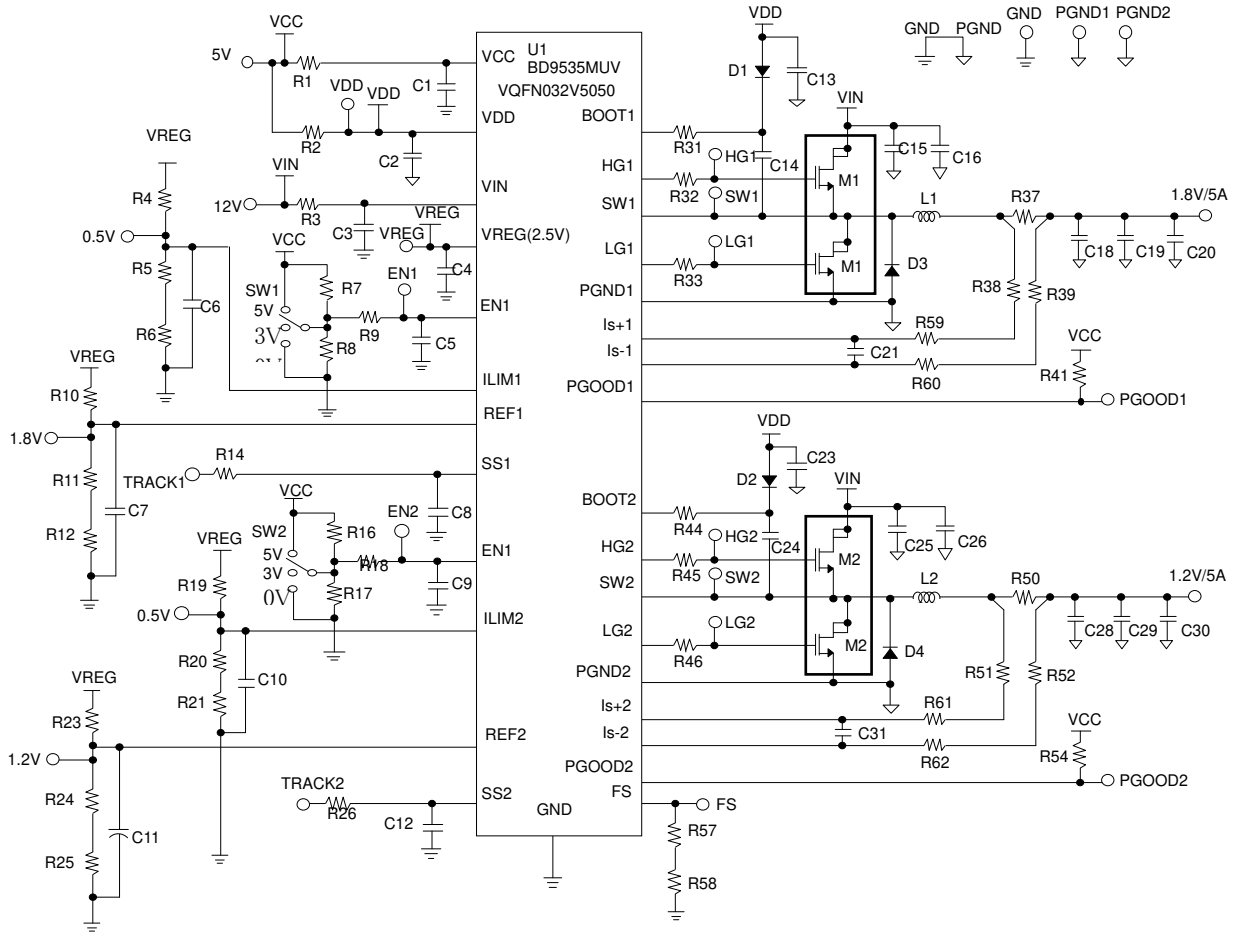 VCC
5V
R1
VDD
VDD
R2
C1
C2
VREG
R4
0.5V
R5
R6
C6
VIN
12V
R3
C3
VREG
VREG
C4
VCC
SW1
5V
3V
R7
R8
R9
EN1
C5
VREG
R10
1.8V
R11
R12
C7
TRACK1
R14
C8
VCC
SW2
5V
3V
0V
R16
R17
R18
EN2
C9
VREG
R19
0.5V
R20
R21
C10
VREG
R23
1.2V
R24
R25
C11
TRACK2
R26
C12
U1
BD9535MUV
VQFN032V5050
VCC
VDD
VIN
VREG(2.5V)
EN1
ILIM1
REF1
SS1
EN1
ILIM2
REF2
SS2
GND
BOOT1
HG1
SW1
LG1
PGND1
Is+1
Is-1
PGOOD1
BOOT2
HG2
SW2
LG2
PGND2
Is+2
Is-2
PGOOD2
FS
VDD
D1
C13
R31
C14
R32
HG1
SW1
R33
LG1
VIN
M1
M1
C15
C16
D3
L1
R37
1.8V/5A
C18
C19
C20
R38
R39
R59
C21
R60
VCC
R41
PGOOD1
GND PGND
GND
PGND1
PGND2
VDD
D2
C23
R44
C24
R45
HG2
SW2
R46
LG2
VIN
M2
M2
C25
C26
D4
L2
R50
1.2V/5A
C28
C29
C30
R51
R52
R61
C31
R62
VCC
R54
PGOOD2
FS
R57
R58